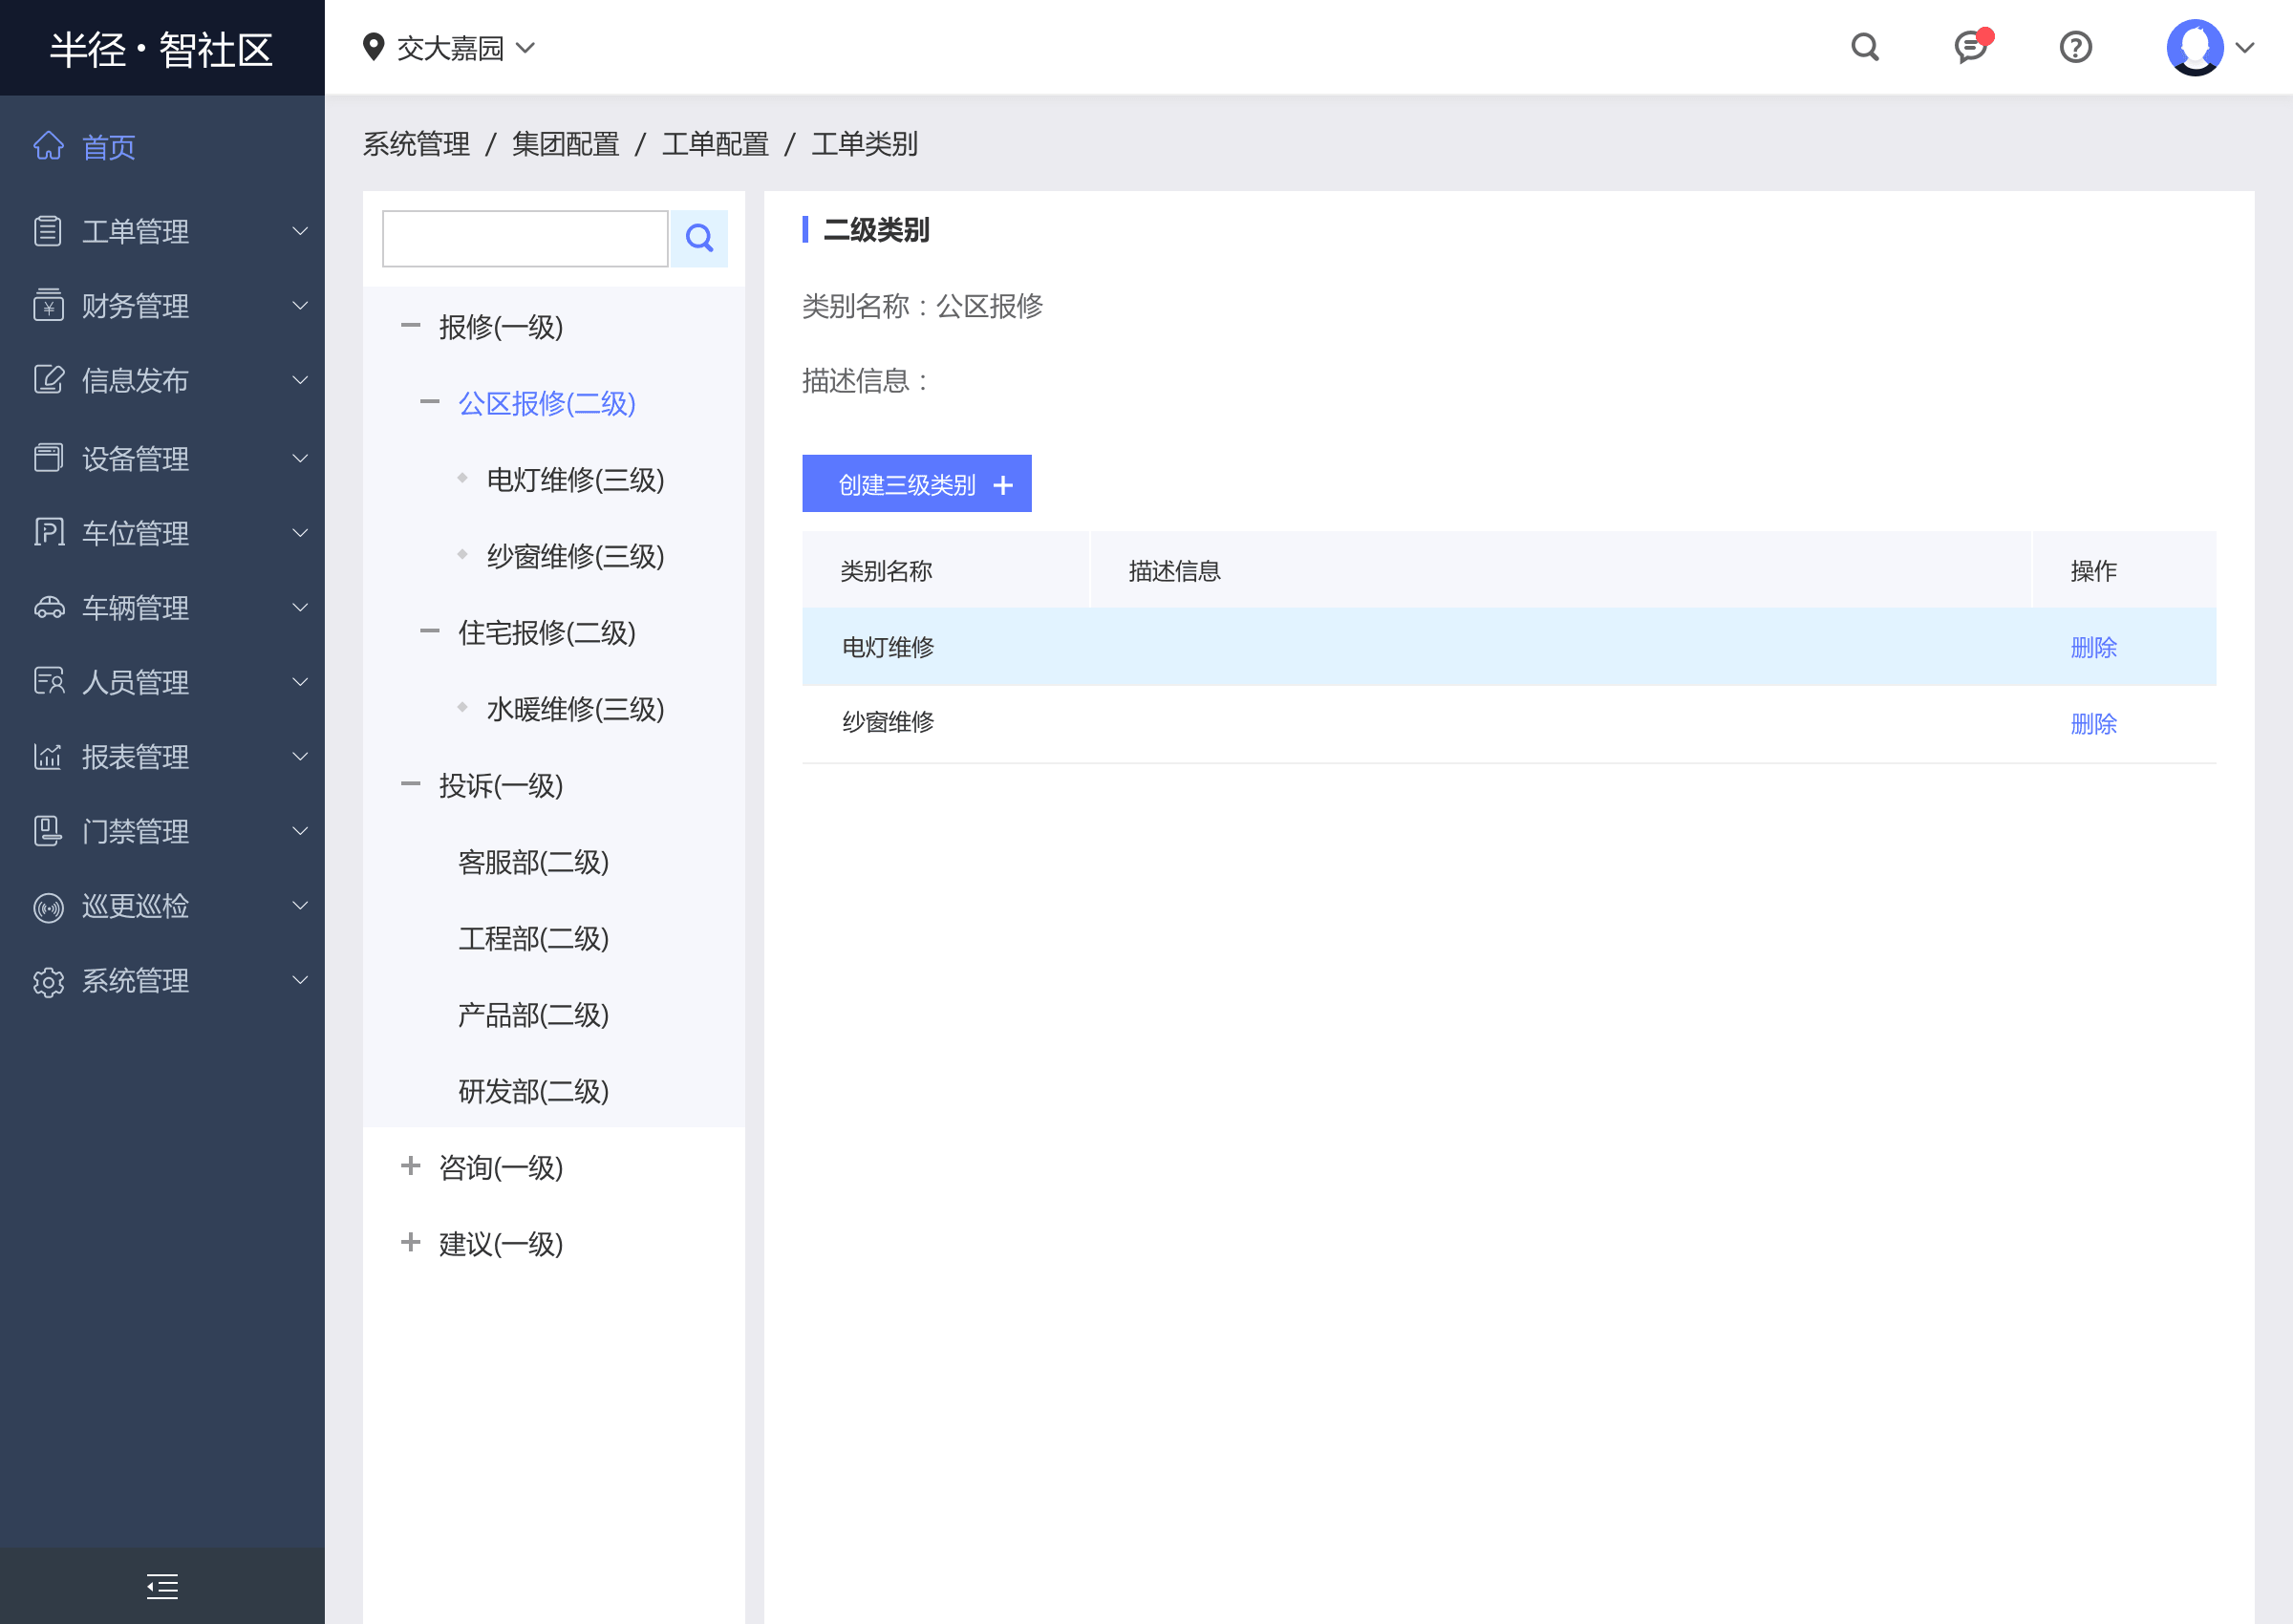 半径·智社区
交大嘉园
首页
工单管理
财务管理
信息发布
设备管理
车位管理
车辆管理
人员管理
报表管理
门禁管理
巡更巡检
系统管理
系统管理 / 集团配置 / 工单配置 / 工单类别
报修(一级)
公区报修(二级)
电灯维修(三级)
纱窗维修(三级)
住宅报修(二级)
水暖维修(三级)
投诉(一级)
客服部(二级)
工程部(二级)
产品部(二级)
研发部(二级)
咨询(一级)
建议(一级)
二级类别
类别名称：公区报修
描述信息：
创建三级类别 +
类别名称 描述信息 操作
电灯维修 删除
纱窗维修 删除